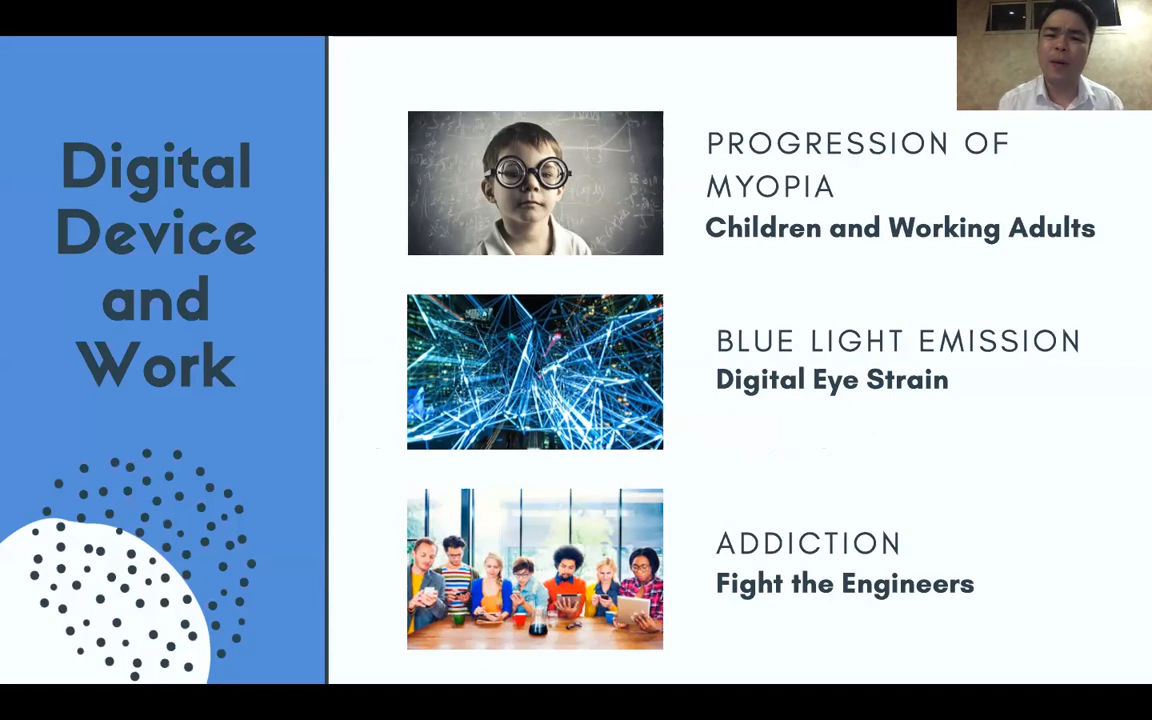 Digital
Device
and
Work
PROGRESSION OF
MYOPIA
Children and Working Adults
BLUE LIGHT EMISSION
Digital Eye Strain
ADDICTION
Fight the Engineers